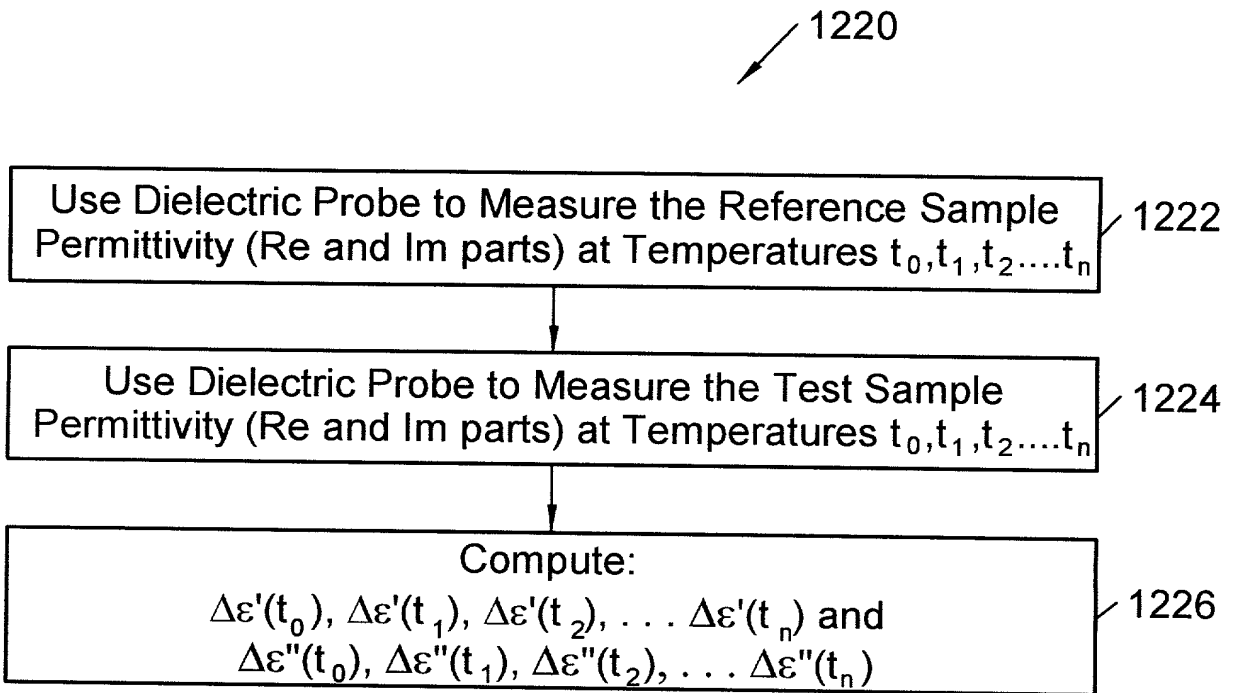 1220
Use Dielectric Probe to Measure the Reference Sample
Permittivity (Re and Im parts) at Temperatures t₀,t₁,t₂....tₙ
1222
Use Dielectric Probe to Measure the Test Sample
Permittivity (Re and Im parts) at Temperatures t₀,t₁,t₂....tₙ
1224
Compute:
Δε'(t₀), Δε'(t₁), Δε'(t₂), . . . Δε'(tₙ) and
Δε"(t₀), Δε"(t₁), Δε"(t₂), . . . Δε"(tₙ)
1226